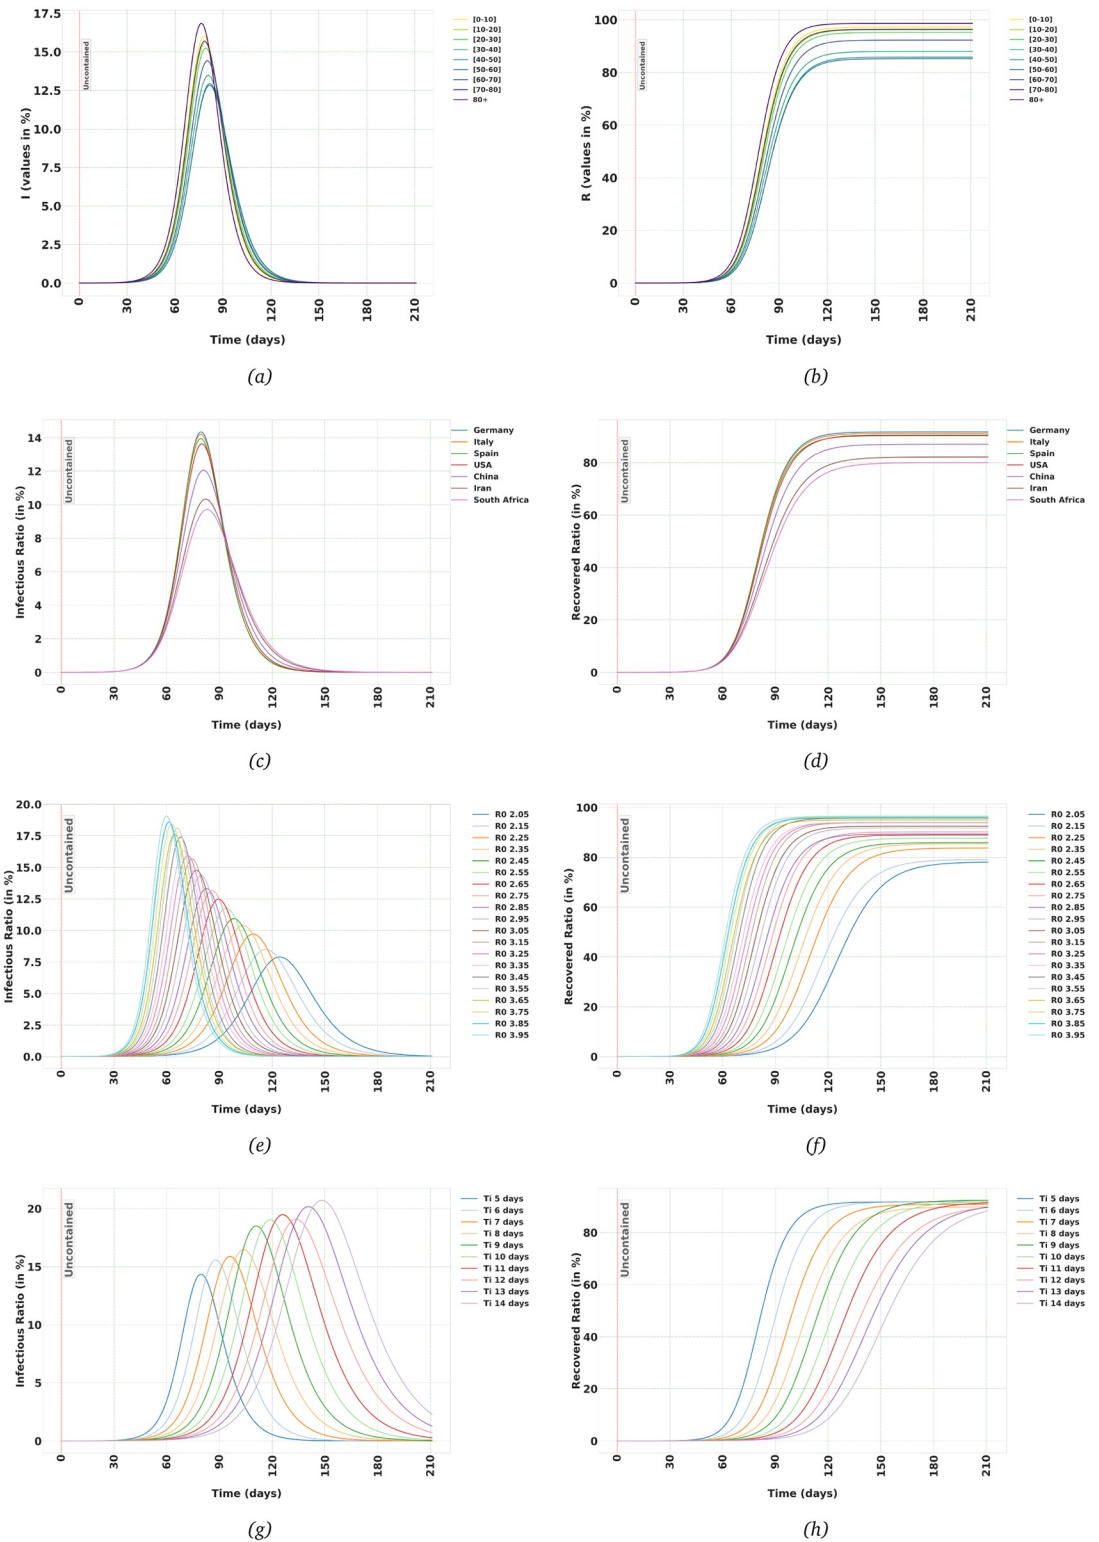 17.5
15.0
12.5
10.0
7.5
5.0
2.5
0.0
I (values in %)
Uncontained
0
30
60
90
120
150
180
210
Time (days)
[0-10]
[10-20]
[20-30]
[30-40]
[40-50]
[50-60]
[60-70]
[70-80]
80+
(a)
100
80
60
40
20
0
R (values in %)
Uncontained
0
30
60
90
120
150
180
210
Time (days)
[0-10]
[10-20]
[20-30]
[30-40]
[40-50]
[50-60]
[60-70]
[70-80]
80+
(b)
14
12
10
8
6
4
2
0
Infectious Ratio (in %)
Uncontained
0
30
60
90
120
150
180
210
Time (days)
Germany
Italy
Spain
USA
China
Iran
South Africa
(c)
80
60
40
20
0
Recovered Ratio (in %)
Uncontained
0
30
60
90
120
150
180
210
Time (days)
Germany
Italy
Spain
USA
China
Iran
South Africa
(d)
20.0
17.5
15.0
12.5
10.0
7.5
5.0
2.5
0.0
Infectious Ratio (in %)
Uncontained
0
30
60
90
120
150
180
210
Time (days)
R0 2.05
R0 2.15
R0 2.25
R0 2.35
R0 2.45
R0 2.55
R0 2.65
R0 2.75
R0 2.85
R0 2.95
R0 3.05
R0 3.15
R0 3.25
R0 3.35
R0 3.45
R0 3.55
R0 3.65
R0 3.75
R0 3.85
R0 3.95
(e)
100
80
60
40
20
0
Recovered Ratio (in %)
Uncontained
0
30
60
90
120
150
180
210
Time (days)
R0 2.05
R0 2.15
R0 2.25
R0 2.35
R0 2.45
R0 2.55
R0 2.65
R0 2.75
R0 2.85
R0 2.95
R0 3.05
R0 3.15
R0 3.25
R0 3.35
R0 3.45
R0 3.55
R0 3.65
R0 3.75
R0 3.85
R0 3.95
(f)
20
15
10
5
0
Infectious Ratio (in %)
Uncontained
0
30
60
90
120
150
180
210
Time (days)
Ti 5 days
Ti 6 days
Ti 7 days
Ti 8 days
Ti 9 days
Ti 10 days
Ti 11 days
Ti 12 days
Ti 13 days
Ti 14 days
(g)
80
60
40
20
0
Recovered Ratio (in %)
Uncontained
0
30
60
90
120
150
180
210
Time (days)
Ti 5 days
Ti 6 days
Ti 7 days
Ti 8 days
Ti 9 days
Ti 10 days
Ti 11 days
Ti 12 days
Ti 13 days
Ti 14 days
(h)